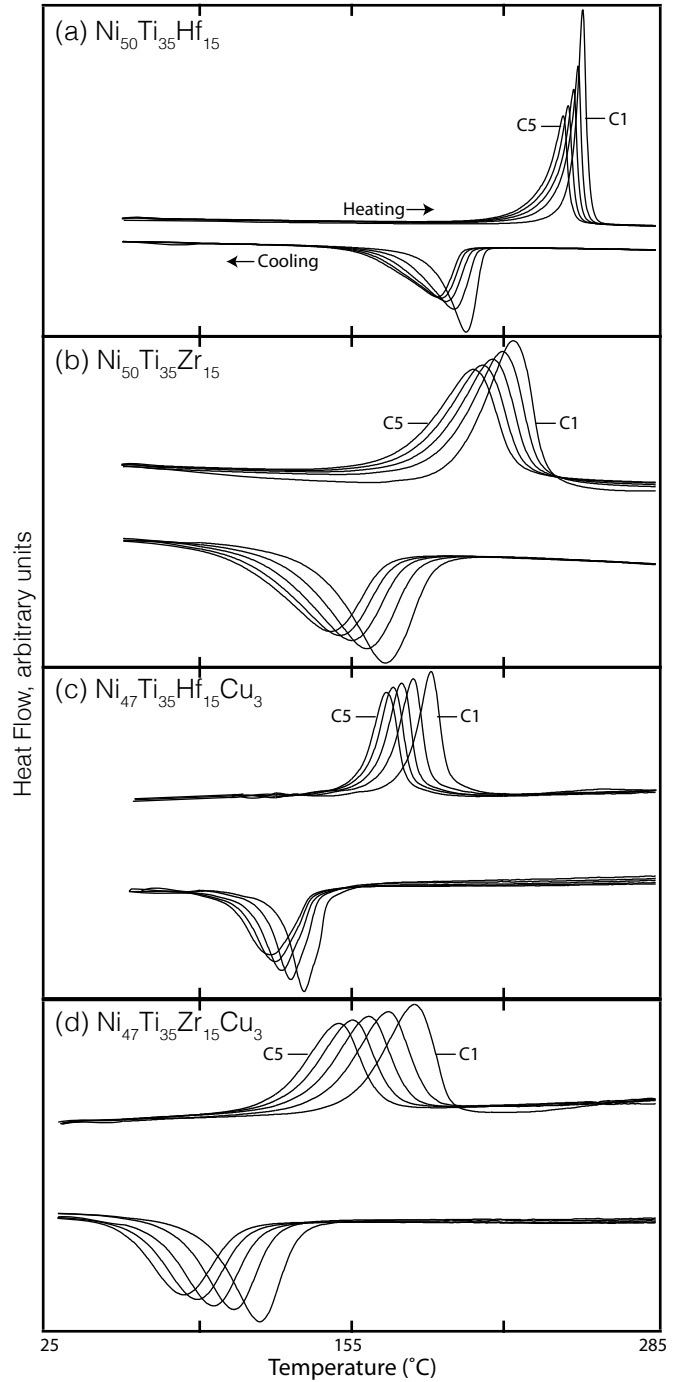 (a) Ni₅₀Ti₃₅Hf₁₅
C5
C1
Heating
Cooling
(b) Ni₅₀Ti₃₅Zr₁₅
C5
C1
Heat Flow, arbitrary units
(c) Ni₄₇Ti₃₅Hf₁₅Cu₃
C5
C1
(d) Ni₄₇Ti₃₅Zr₁₅Cu₃
C5
C1
25 155 285
Temperature (˚C)